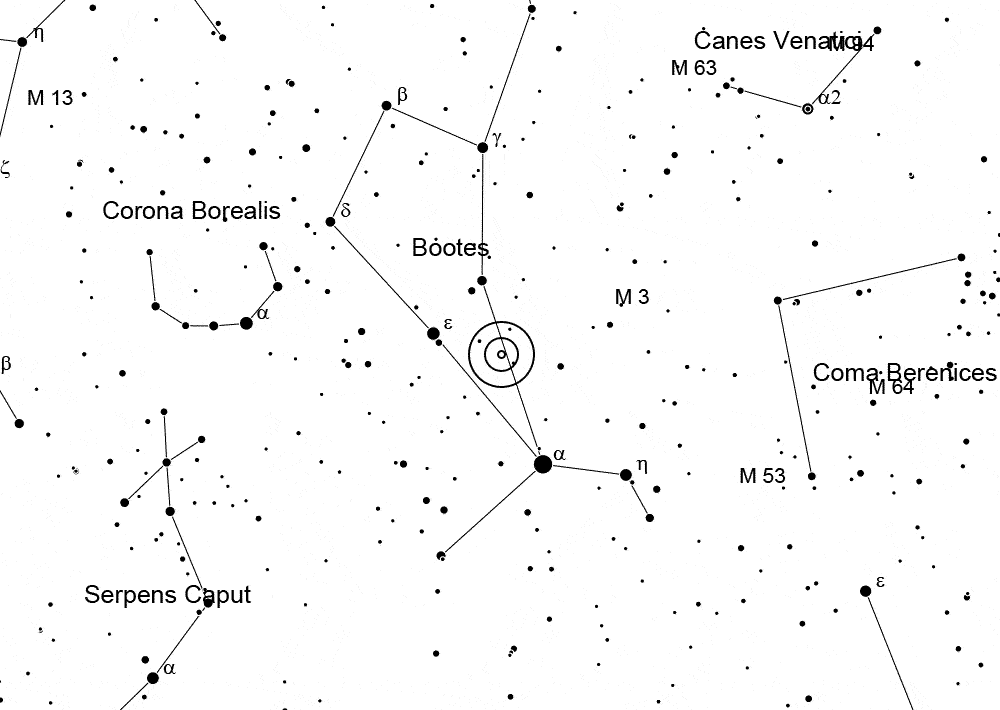 η
Canes Venatici
M 94
M 63
M 13
β
α2
γ
ζ
Corona Borealis
δ
Bootes
M 3
α
ε
β
Coma Berenices
M 64
α
η
M 53
ε
Serpens Caput
α